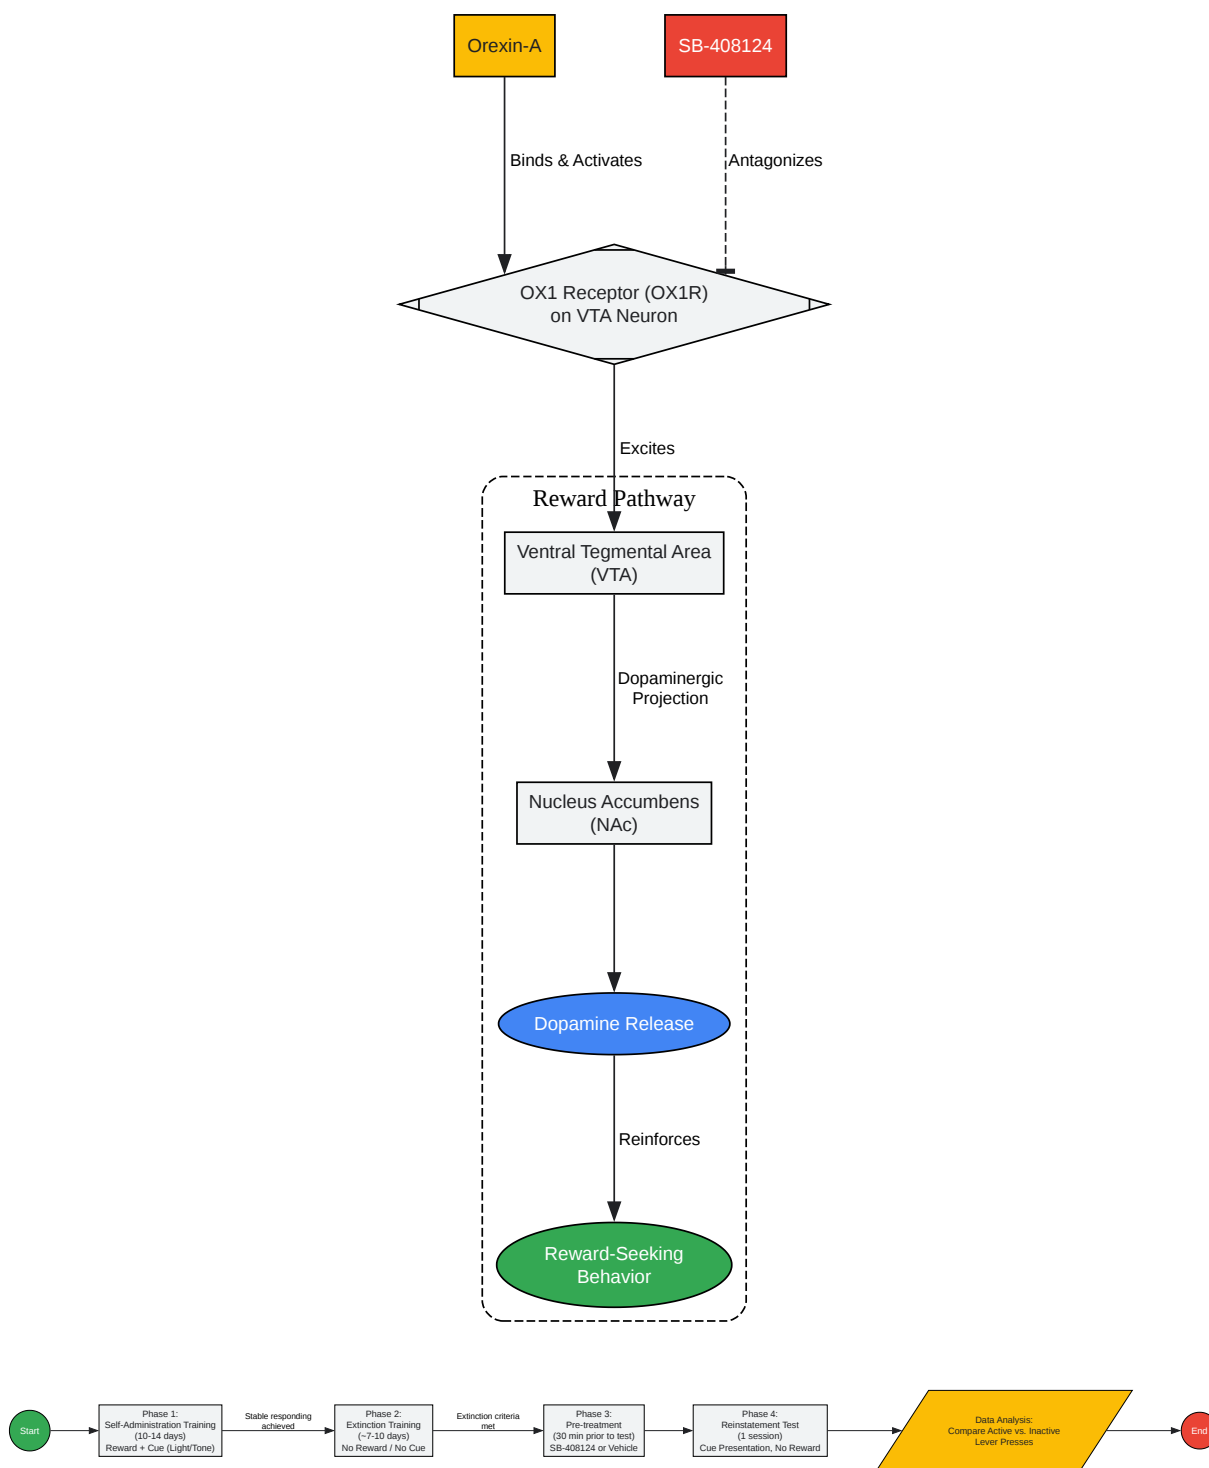 Orexin-A
SB-408124
Binds & Activates
Antagonizes
OX1 Receptor (OX1R)
on VTA Neuron
Excites
Reward Pathway
Ventral Tegmental Area
(VTA)
Dopaminergic
Projection
Nucleus Accumbens
(NAc)
Dopamine Release
Reinforces
Reward-Seeking
Behavior
Start
Phase 1:
Self-Administration Training
(10-14 days)
Reward + Cue (Light/Tone)
Stable responding
achieved
Phase 2:
Extinction Training
(~7-10 days)
No Reward / No Cue
Extinction criteria
met
Phase 3:
Pre-treatment
(30 min prior to test)
SB-408124 or Vehicle
Phase 4:
Reinstatement Test
(1 session)
Cue Presentation, No Reward
Data Analysis:
Compare Active vs. Inactive
Lever Presses
End